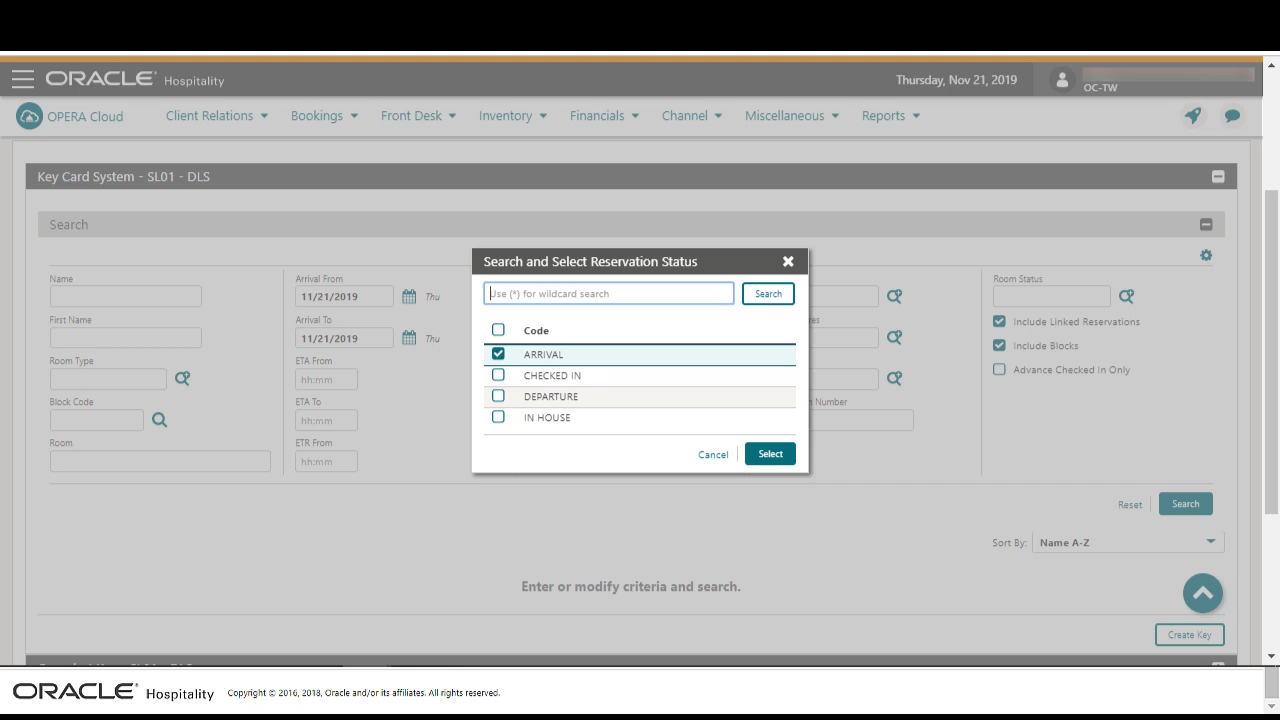 ORACLE Hospitality
Thursday, Nov 21, 2019
OC-TW
OPERA Cloud
Client Relations
Bookings
Front Desk
Inventory
Financials
Channel
Miscellaneous
Reports
Key Card System - SL01 - DLS
Search
Name
First Name
Room Type
Block Code
Room
Arrival From
11/21/2019 Thu
Arrival To
11/21/2019 Thu
ETA From
hh:mm
ETA To
hh:mm
ETR From
hh:mm
Search and Select Reservation Status
Use (*) for wildcard search
Search
Code
ARRIVAL
CHECKED IN
DEPARTURE
IN HOUSE
Cancel
Select
Number
Room Status
Include Linked Reservations
Include Blocks
Advance Checked In Only
Reset
Search
Sort By: Name A-Z
Enter or modify criteria and search.
Create Key
ORACLE Hospitality
Copyright © 2016, 2018, Oracle and/or its affiliates. All rights reserved.